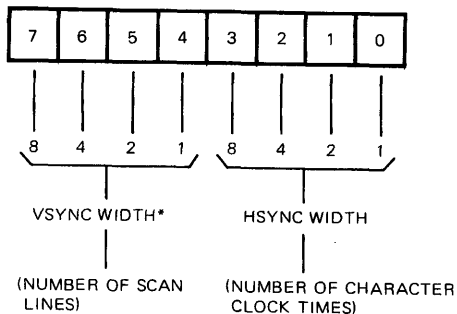 7 6 5 4 3 2 1 0
8 4 2 1 8 4 2 1
VSYNC WIDTH* HSYNC WIDTH
(NUMBER OF SCAN
LINES)
(NUMBER OF CHARACTER
CLOCK TIMES)